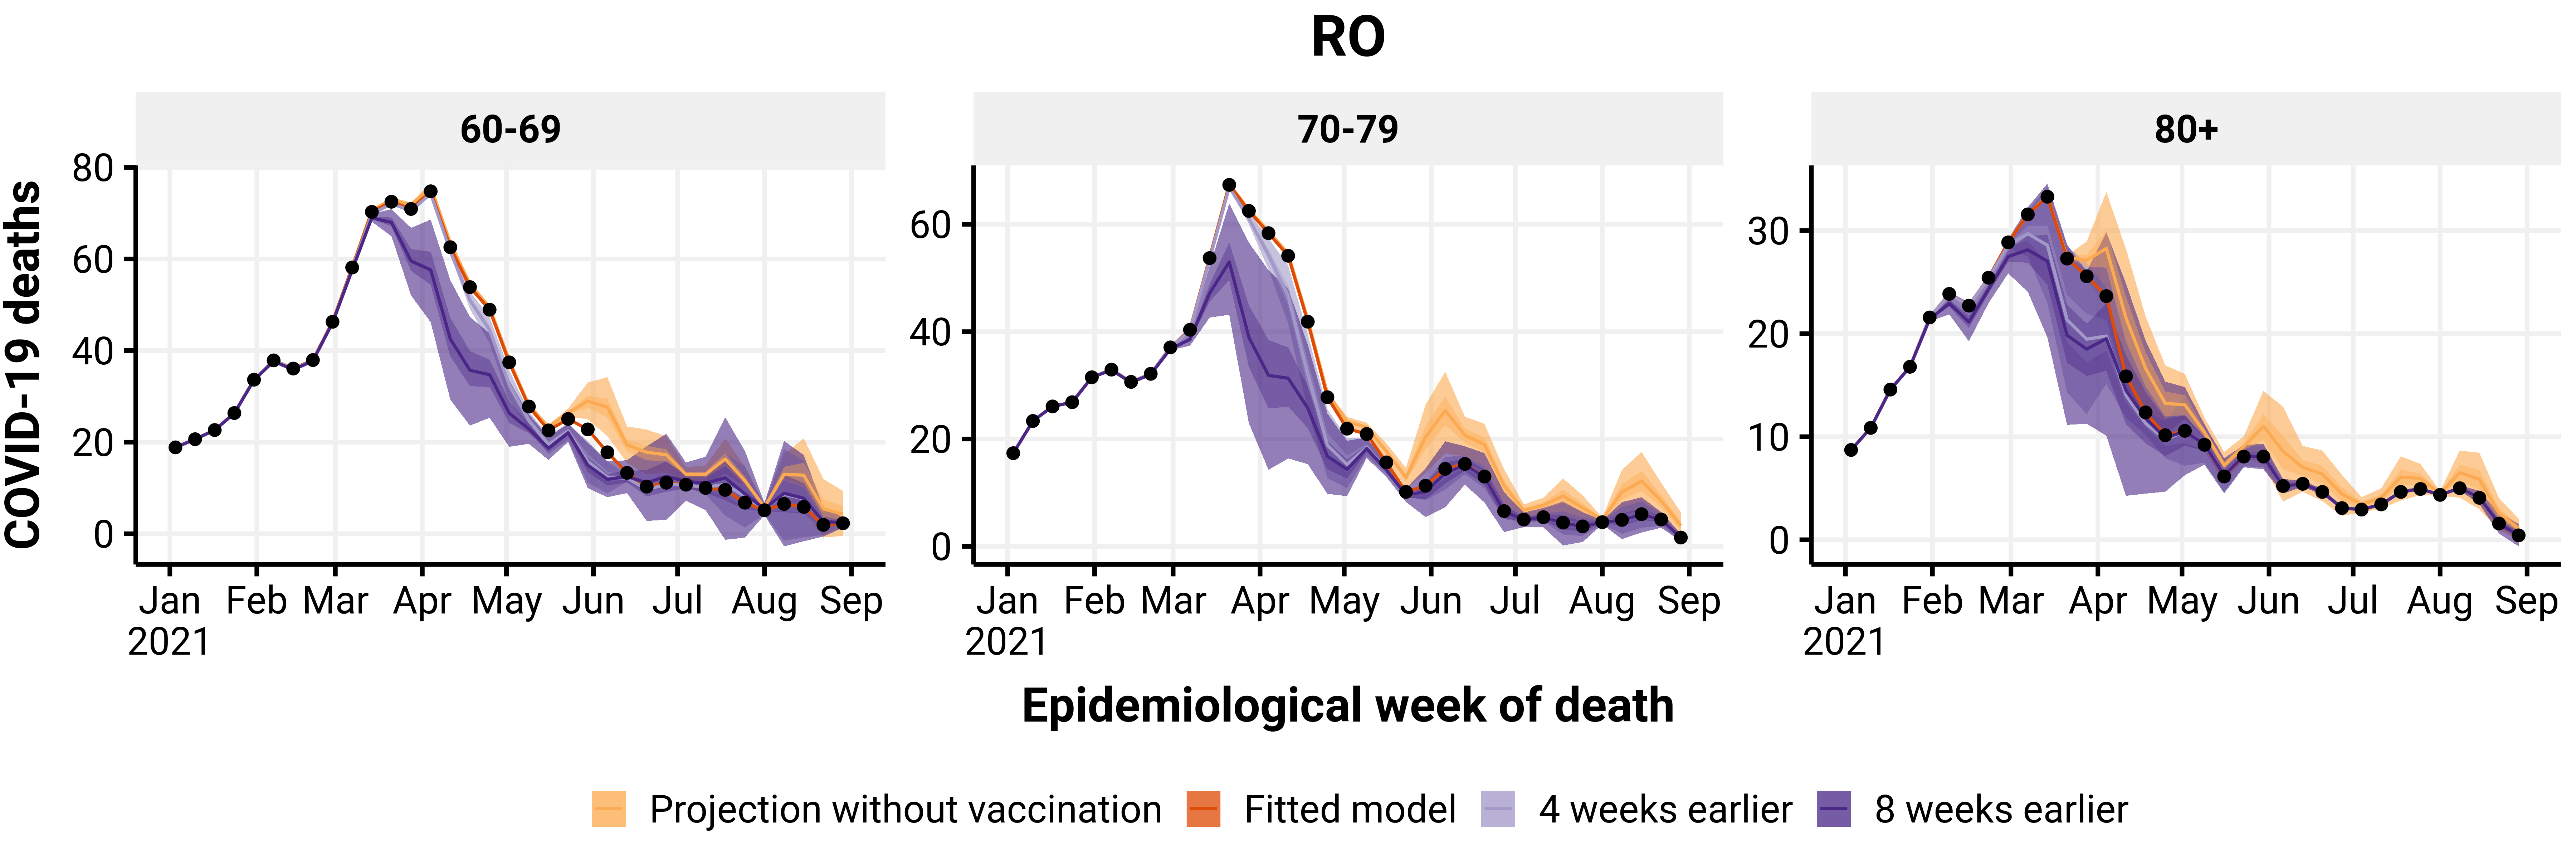 RO
60-69 70-79 80+
COVID-19 deaths
80
60
40
20
0
60
40
20
0
30
20
10
0
Jan Feb Mar Apr May Jun Jul Aug Sep
2021
Jan Feb Mar Apr May Jun Jul Aug Sep
2021
Jan Feb Mar Apr May Jun Jul Aug Sep
2021
Epidemiological week of death
Projection without vaccination Fitted model 4 weeks earlier 8 weeks earlier